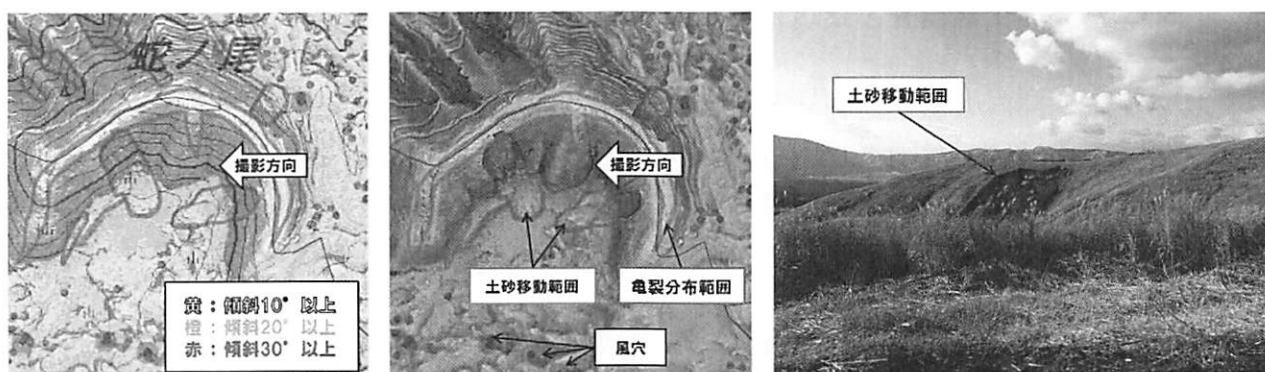 蛇ノ尾
撮影方向
黄：傾斜10°以上
橙：傾斜20°以上
赤：傾斜30°以上
撮影方向
土砂移動範囲
亀裂分布範囲
風穴
土砂移動範囲